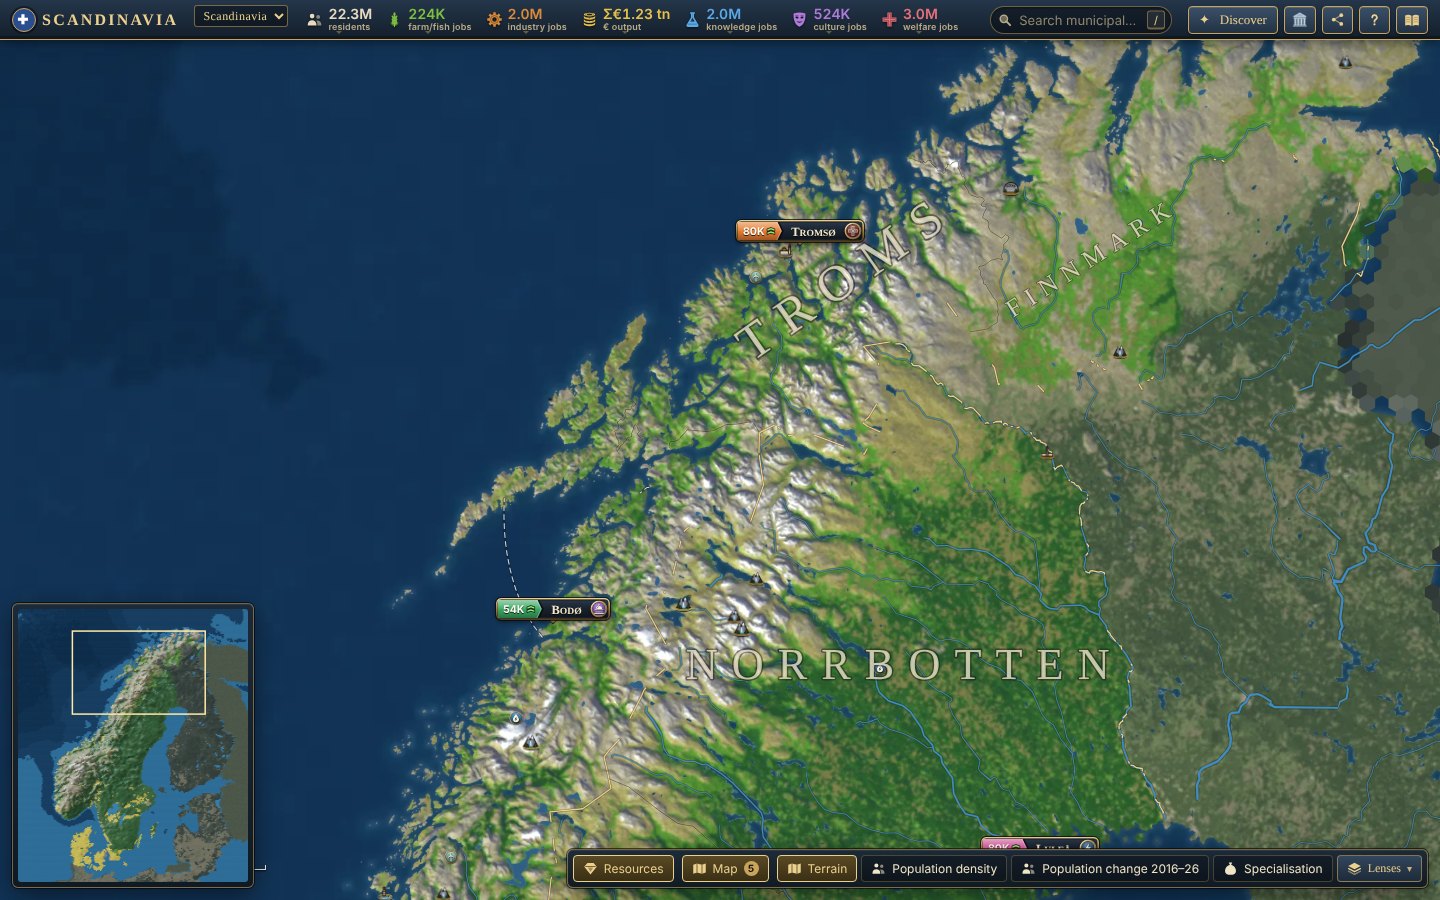 SCANDINAVIA
Scandinavia
22.3M
residents
224K
farm/fish jobs
2.0M
industry jobs
Σ€1.23 tn
€ output
2.0M
knowledge jobs
524K
culture jobs
3.0M
welfare jobs
Search municipal...
/
Discover
?
80K
Tromsø
TROMS
FINNMARK
54K
Bodø
NORRBOTTEN
Resources
Map 5
Terrain
Population density
Population change 2016–26
Specialisation
Lenses